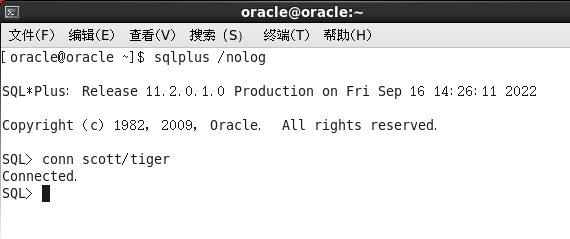 oracle@oracle:~
文件(F) 编辑(E) 查看(V) 搜索 (S) 终端(T) 帮助(H)
[oracle@oracle ~]$ sqlplus /nolog
SQL*Plus: Release 11.2.0.1.0 Production on Fri Sep 16 14:26:11 2022
Copyright (c) 1982, 2009, Oracle.  All rights reserved.
SQL> conn scott/tiger
Connected.
SQL>